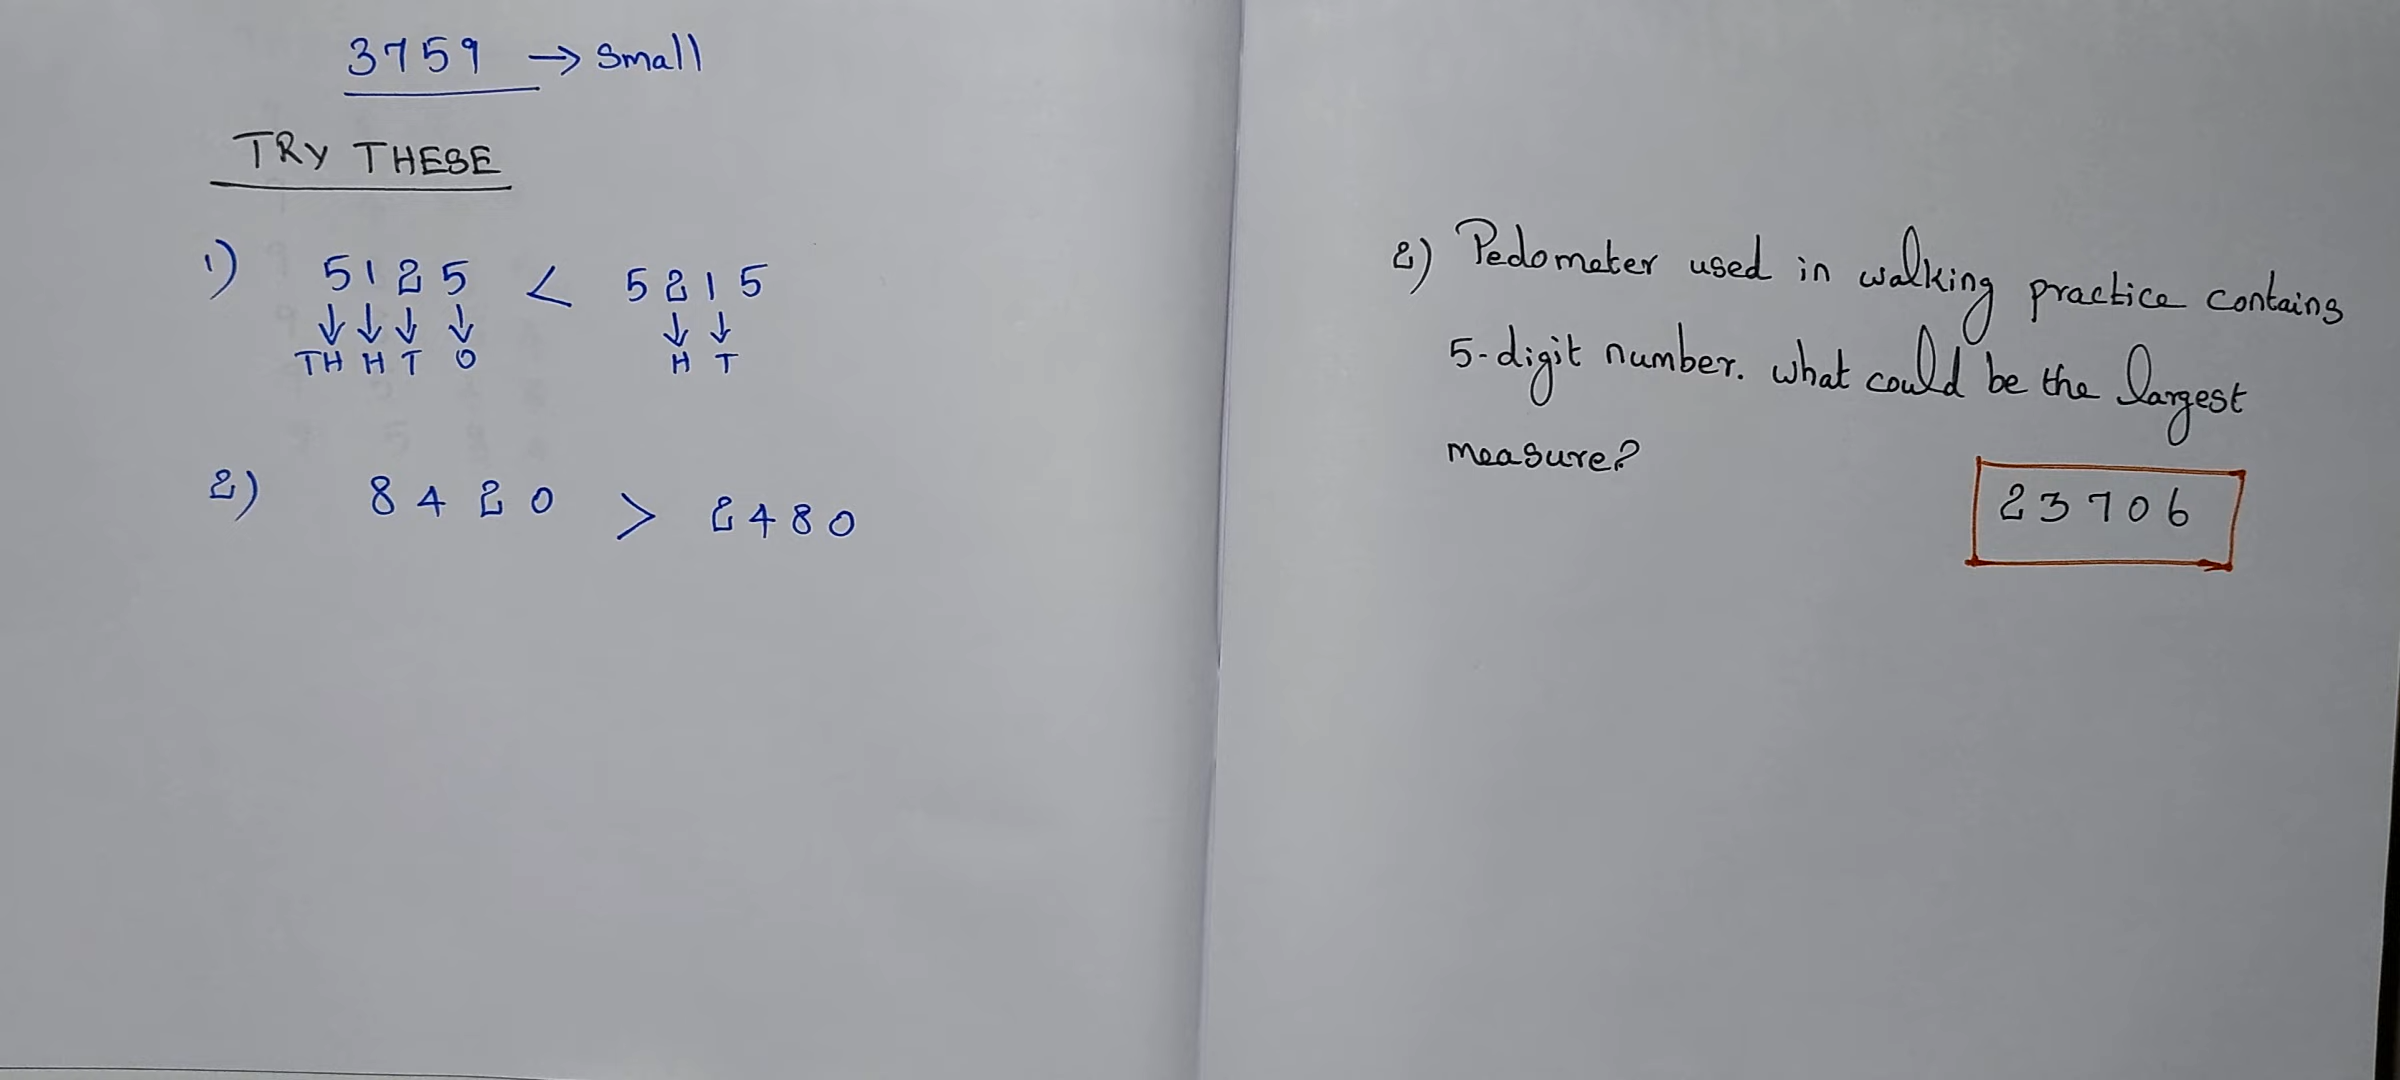 3759 → Small
TRY THESE
1) 5125 < 5215
↓ ↓ ↓ ↓ ↓ ↓
TH H T O H T
2) 8420 > 2480
2) Pedometer used in walking practice contains
5-digit number. what could be the largest
measure?
23706